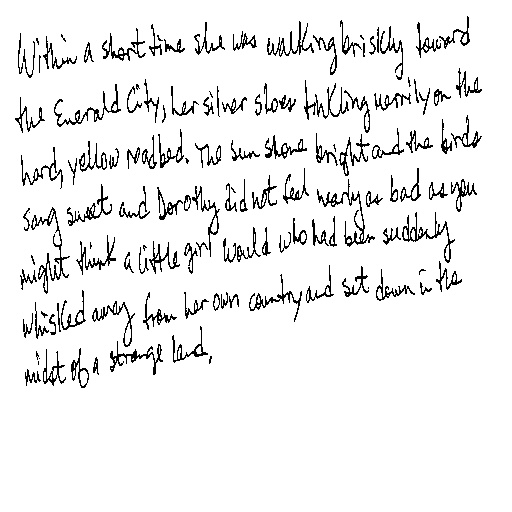 Within a short time she was walking briskly toward
the Emerald City, her silver shoes tinkling merrily on the
hard, yellow roadbed. The sun shone bright and the birds
sang sweet and Dorothy did not feel nearly as bad as you
might think a little girl would who had been suddenly
whisked away from her own country and set down in the
midst of a strange land.